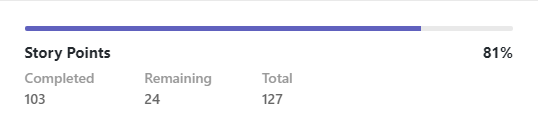 Story Points 81%
Completed Remaining Total
103 24 127